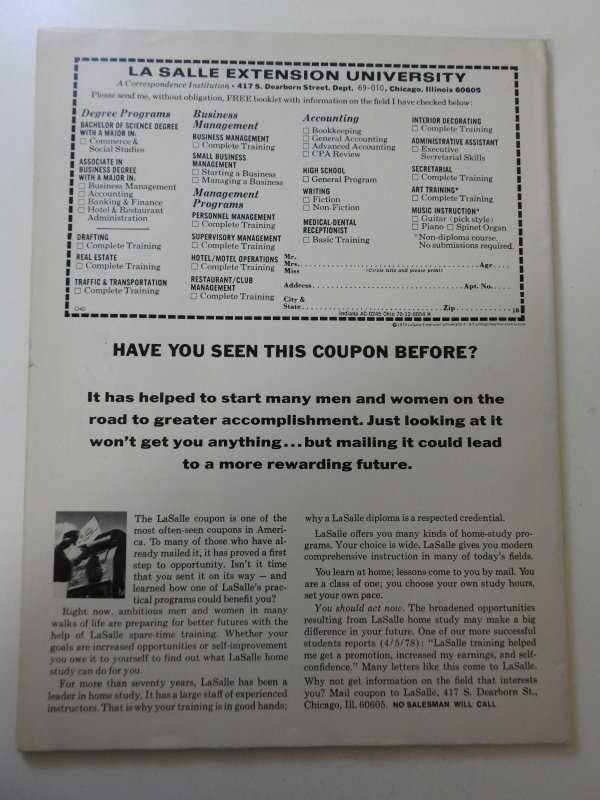 LA SALLE EXTENSION UNIVERSITY
A Correspondence Institution • 417 S. Dearborn Street, Dept. 69-010, Chicago, Illinois 60605
Please send me, without obligation, FREE booklet with information on the field I have checked below:
Degree Programs
BACHELOR OF SCIENCE DEGREE
WITH A MAJOR IN:
☐ Commerce &
Social Studies
ASSOCIATE IN
BUSINESS DEGREE
WITH A MAJOR IN:
☐ Business Management
☐ Accounting
☐ Banking & Finance
☐ Hotel & Restaurant
Administration
DRAFTING
☐ Complete Training
REAL ESTATE
☐ Complete Training
TRAFFIC & TRANSPORTATION
☐ Complete Training
Business
Management
BUSINESS MANAGEMENT
☐ Complete Training
SMALL BUSINESS
MANAGEMENT
☐ Starting a Business
☐ Managing a Business
Management
Programs
PERSONNEL MANAGEMENT
☐ Complete Training
SUPERVISORY MANAGEMENT
☐ Complete Training
HOTEL/MOTEL OPERATIONS
☐ Complete Training
RESTAURANT/CLUB
MANAGEMENT
☐ Complete Training
Accounting
☐ Bookkeeping
☐ General Accounting
☐ Advanced Accounting
☐ CPA Review
HIGH SCHOOL
☐ General Program
WRITING
☐ Fiction
☐ Non-Fiction
MEDICAL-DENTAL
RECEPTIONIST
☐ Basic Training
INTERIOR DECORATING
☐ Complete Training
ADMINISTRATIVE ASSISTANT
☐ Executive
Secretarial Skills
SECRETARIAL
☐ Complete Training
ART TRAINING*
☐ Complete Training
MUSIC INSTRUCTION*
☐ Guitar (pick style)
☐ Piano ☐ Spinet Organ
*Non-diploma course.
No submissions required.
Mr.
Mrs. Age
Miss (Circle title and please print)
Address Apt. No.
City &
State Zip 18
040
Indiana AC-0245 Ohio 70-12-0054 H
© 1979 LaSalle Extension University • A Correspondence Institution
HAVE YOU SEEN THIS COUPON BEFORE?
It has helped to start many men and women on the
road to greater accomplishment. Just looking at it
won't get you anything...but mailing it could lead
to a more rewarding future.
The LaSalle coupon is one of the
most often-seen coupons in Ameri-
ca. To many of those who have al-
ready mailed it, it has proved a first
step to opportunity. Isn't it time
that you sent it on its way – and
learned how one of LaSalle's prac-
tical programs could benefit you?
Right now, ambitious men and women in many
walks of life are preparing for better futures with the
help of LaSalle spare-time training. Whether your
goals are increased opportunities or self-improvement
you owe it to yourself to find out what LaSalle home
study can do for you.
For more than seventy years, LaSalle has been a
leader in home study. It has a large staff of experienced
instructors. That is why your training is in good hands;
why a LaSalle diploma is a respected credential.
LaSalle offers you many kinds of home-study pro-
grams. Your choice is wide. LaSalle gives you modern
comprehensive instruction in many of today's fields.
You learn at home; lessons come to you by mail. You
are a class of one; you choose your own study hours,
set your own pace.
You should act now. The broadened opportunities
resulting from LaSalle home study may make a big
difference in your future. One of our more successful
students reports (4/5/78): "LaSalle training helped
me get a promotion, increased my earnings, and self-
confidence." Many letters like this come to LaSalle.
Why not get information on the field that interests
you? Mail coupon to LaSalle, 417 S. Dearborn St.,
Chicago, Ill. 60605. NO SALESMAN WILL CALL